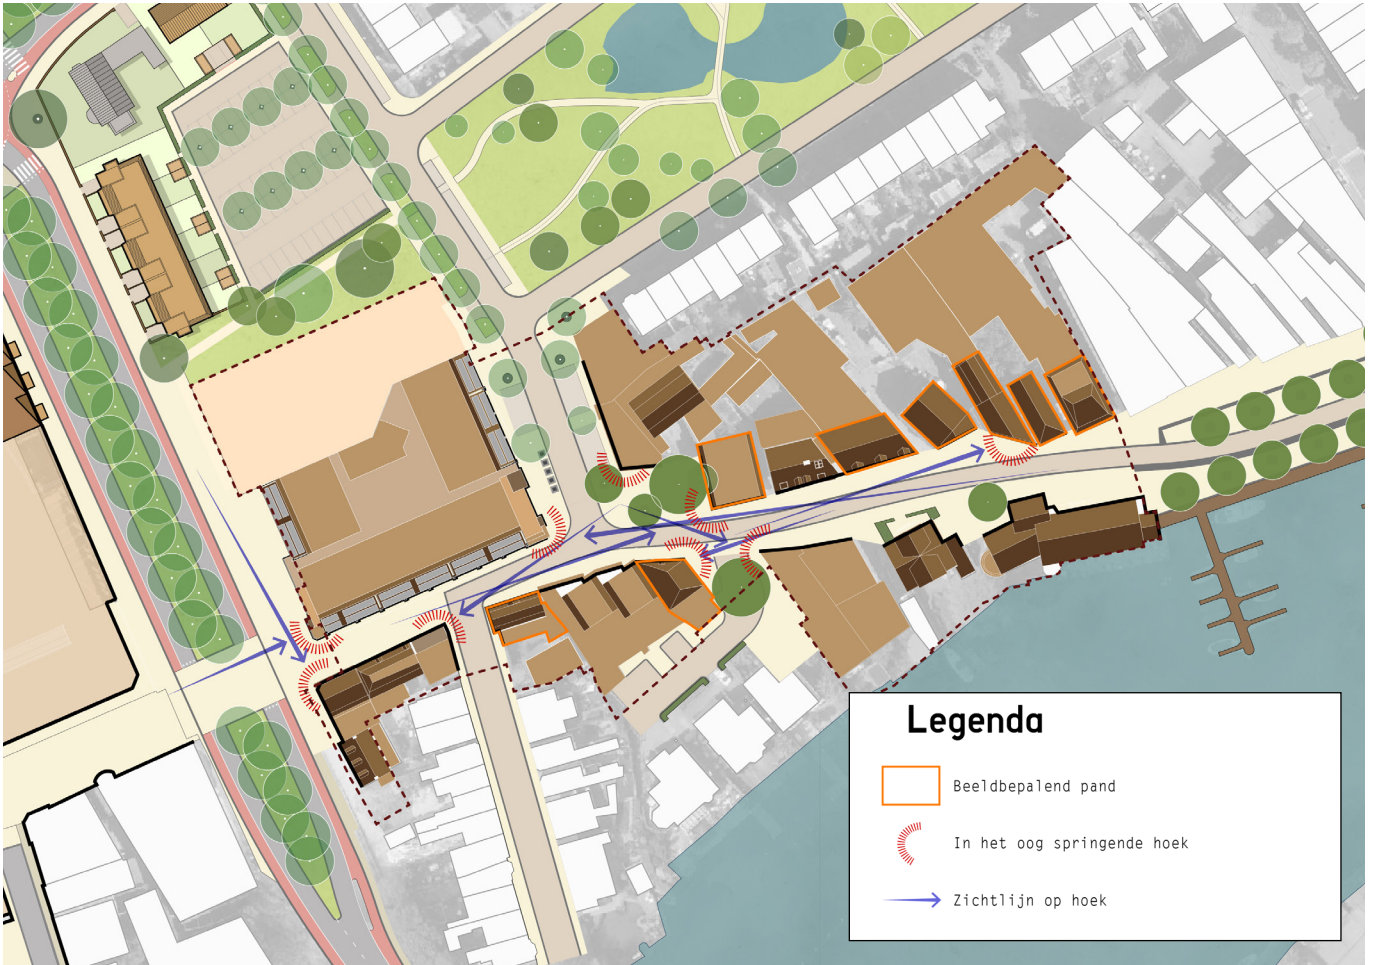 Legenda
Beeldbepalend pand
In het oog springende hoek
Zichtlijn op hoek